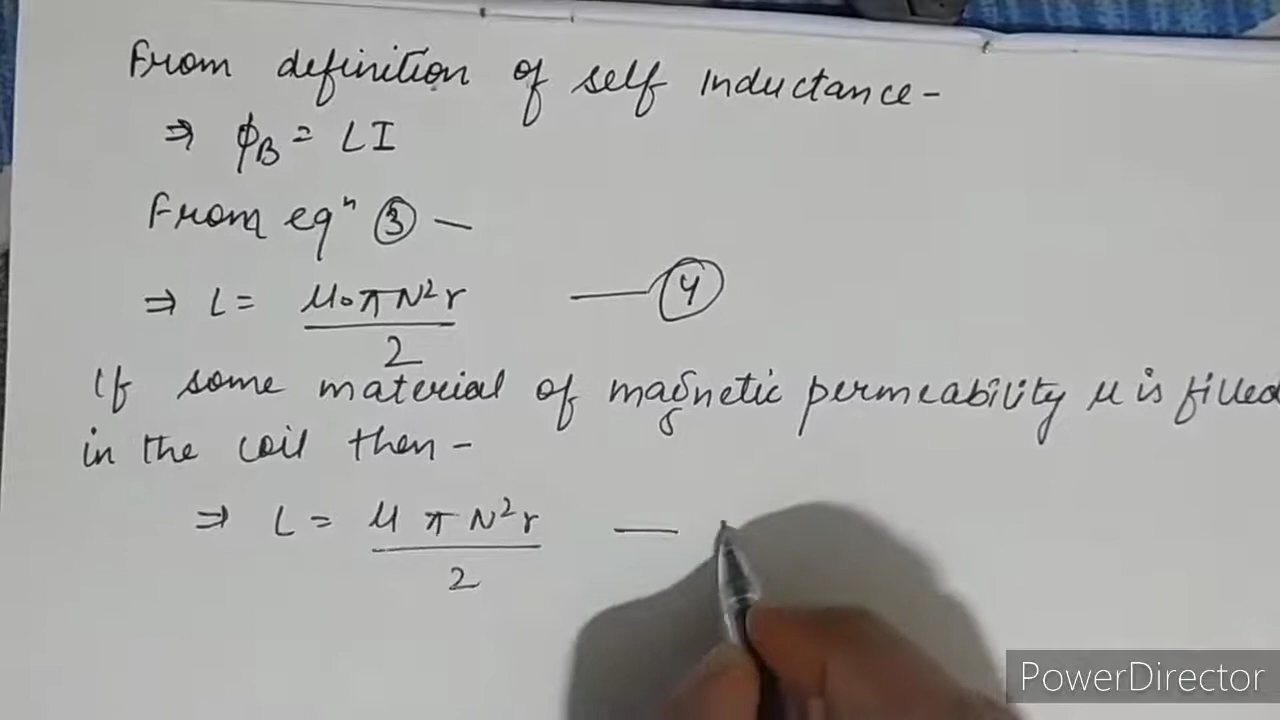 From definition of self inductance -
⇒ ϕB = LI
From eqⁿ ③ —
⇒ L = μ₀πN²r / 2 — ④
If some material of magnetic permeability μ is filled
in the coil then -
⇒ L = μ π N²r / 2 —
PowerDirector